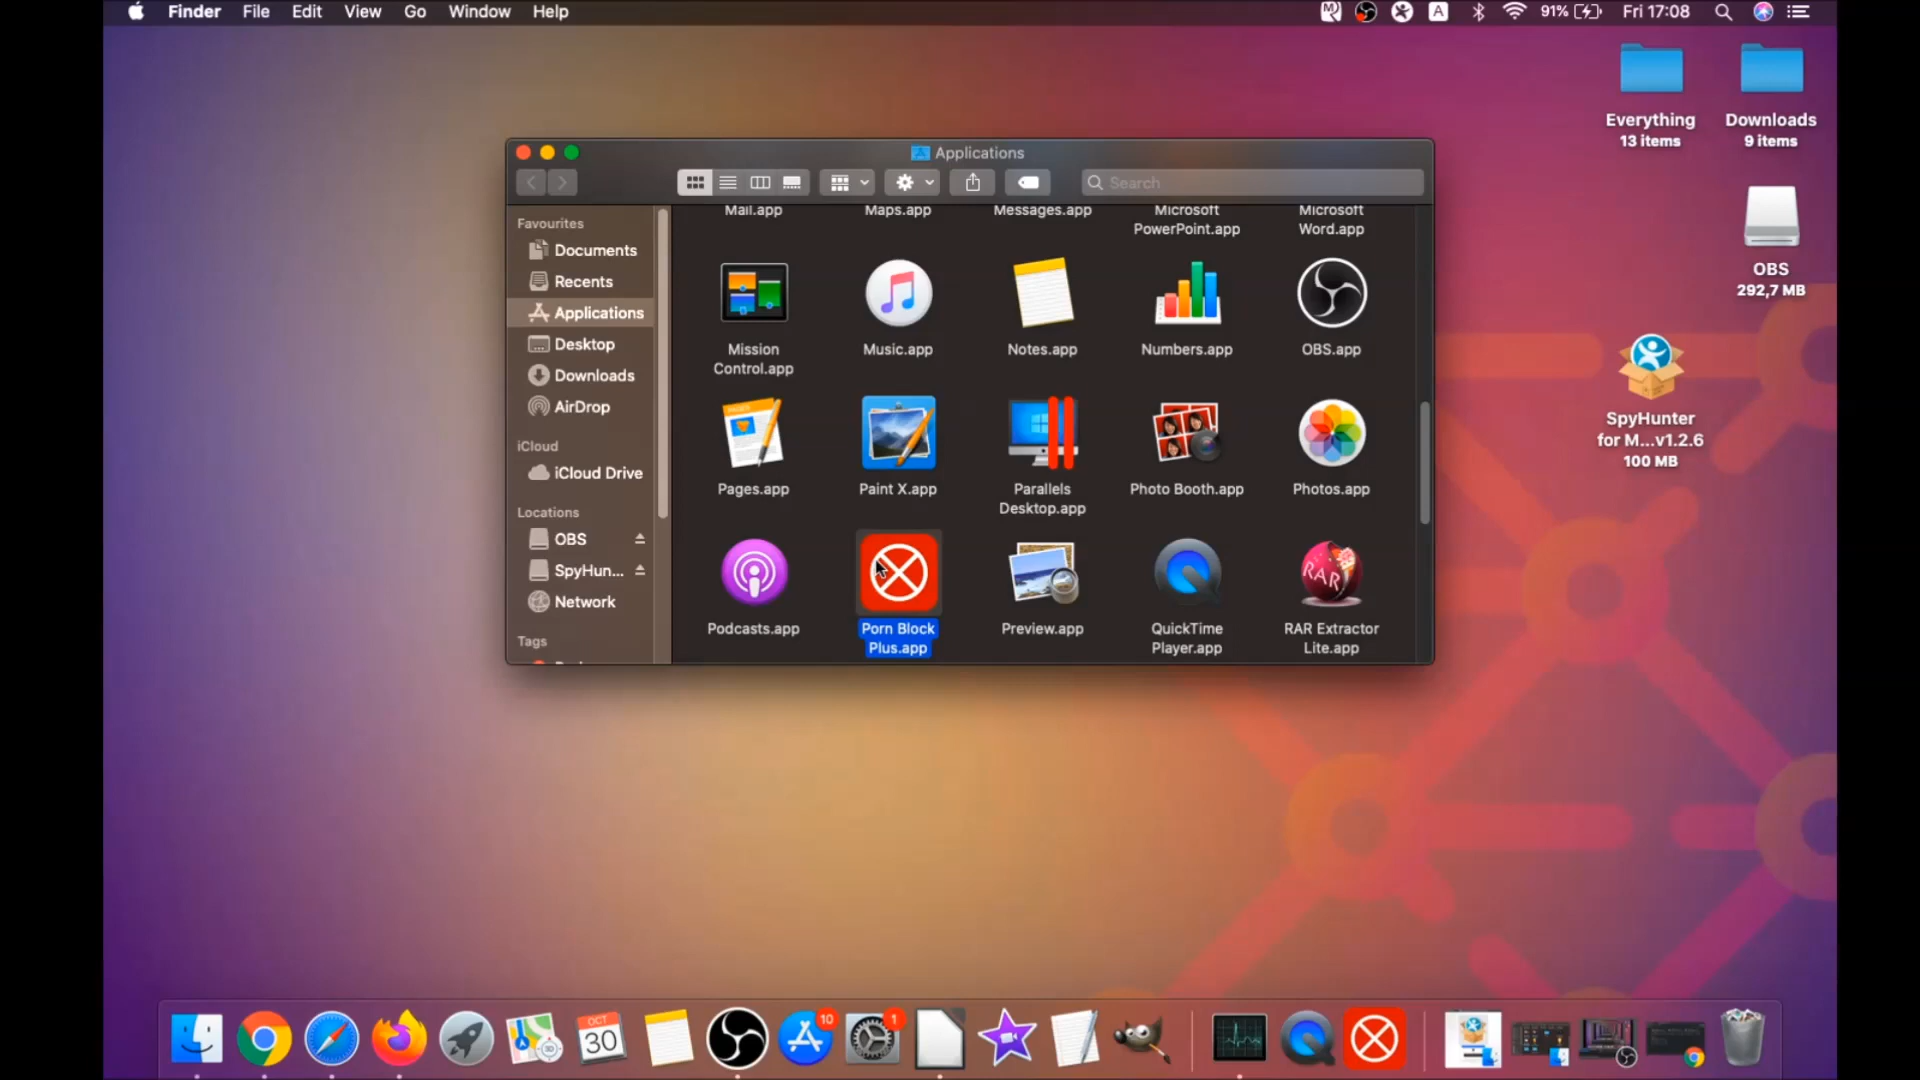 Finder File Edit View Go Window Help
A 91% Fri 17:08
Everything
13 items
Downloads
9 items
OBS
292,7 MB
SpyHunter
for M...v1.2.6
100 MB
Applications
Search
Favourites
Documents
Recents
Applications
Desktop
Downloads
AirDrop
iCloud
iCloud Drive
Locations
OBS
SpyHun...
Network
Tags
Mail.app Maps.app Messages.app Microsoft
PowerPoint.app Microsoft
Word.app
Mission
Control.app
Music.app
Notes.app
Numbers.app
OBS.app
PAGES
Pages.app
Paint X.app
Parallels
Desktop.app
Photo Booth.app
Photos.app
Podcasts.app
Porn Block
Plus.app
Preview.app
QuickTime
Player.app
RAR
RAR Extractor
Lite.app
OCT
30
10
1